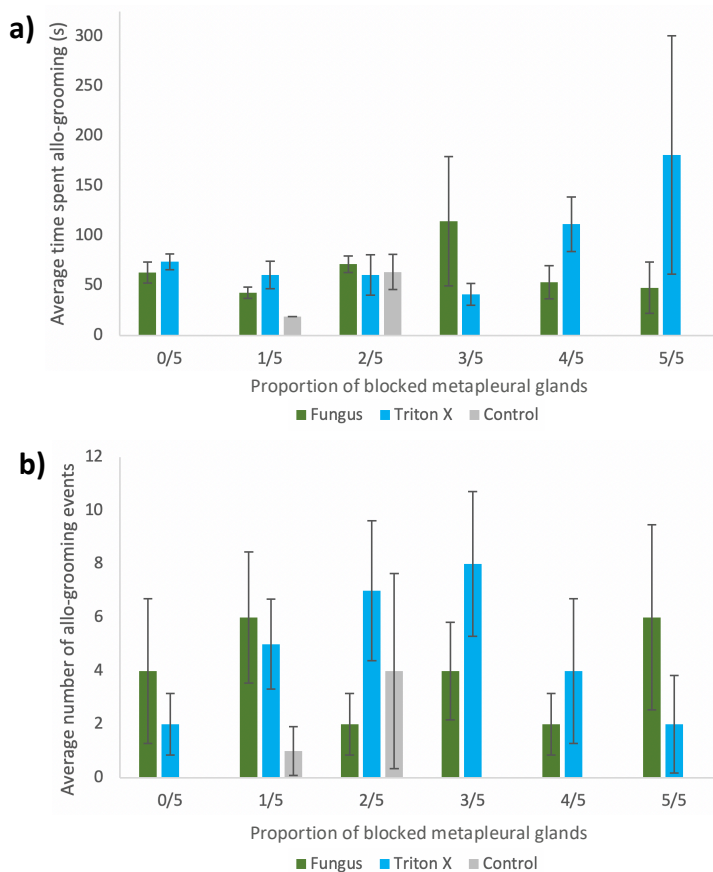 a)
Average time spent allo-grooming (s)
300
250
200
150
100
50
0
0/5 1/5 2/5 3/5 4/5 5/5
Proportion of blocked metapleural glands
Fungus Triton X Control
b)
Average number of allo-grooming events
12
10
8
6
4
2
0
0/5 1/5 2/5 3/5 4/5 5/5
Proportion of blocked metapleural glands
Fungus Triton X Control